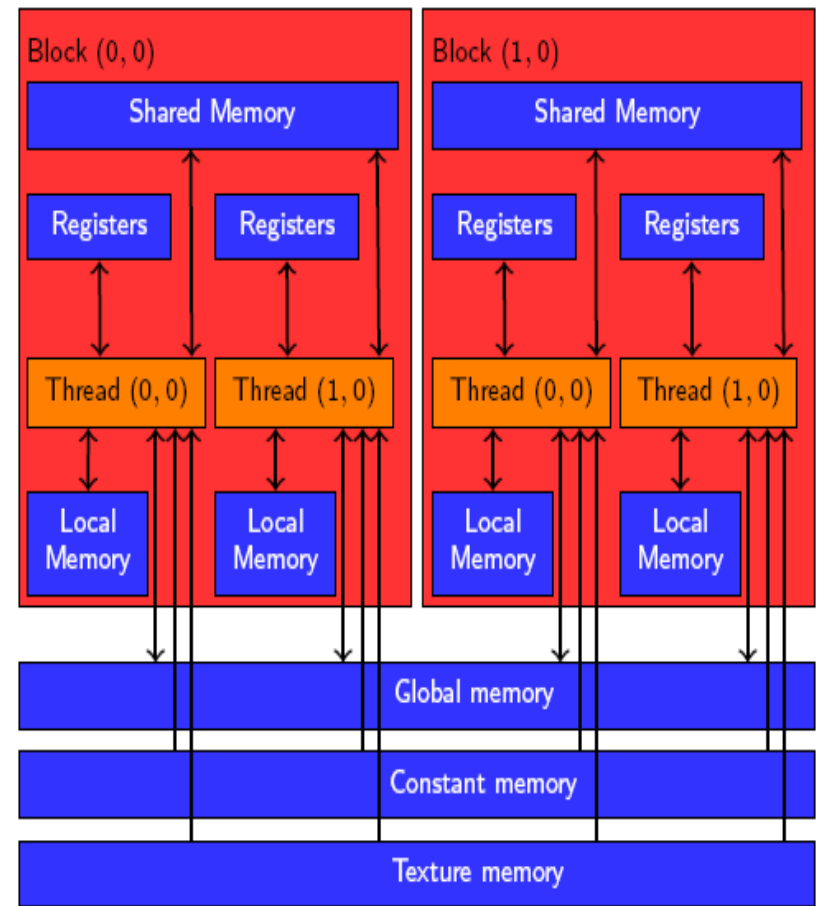 Block (0, 0)
Block (1, 0)
Shared Memory
Shared Memory
Registers
Registers
Registers
Registers
Thread (0, 0)
Thread (1, 0)
Thread (0, 0)
Thread (1, 0)
Local
Memory
Local
Memory
Local
Memory
Local
Memory
Global memory
Constant memory
Texture memory